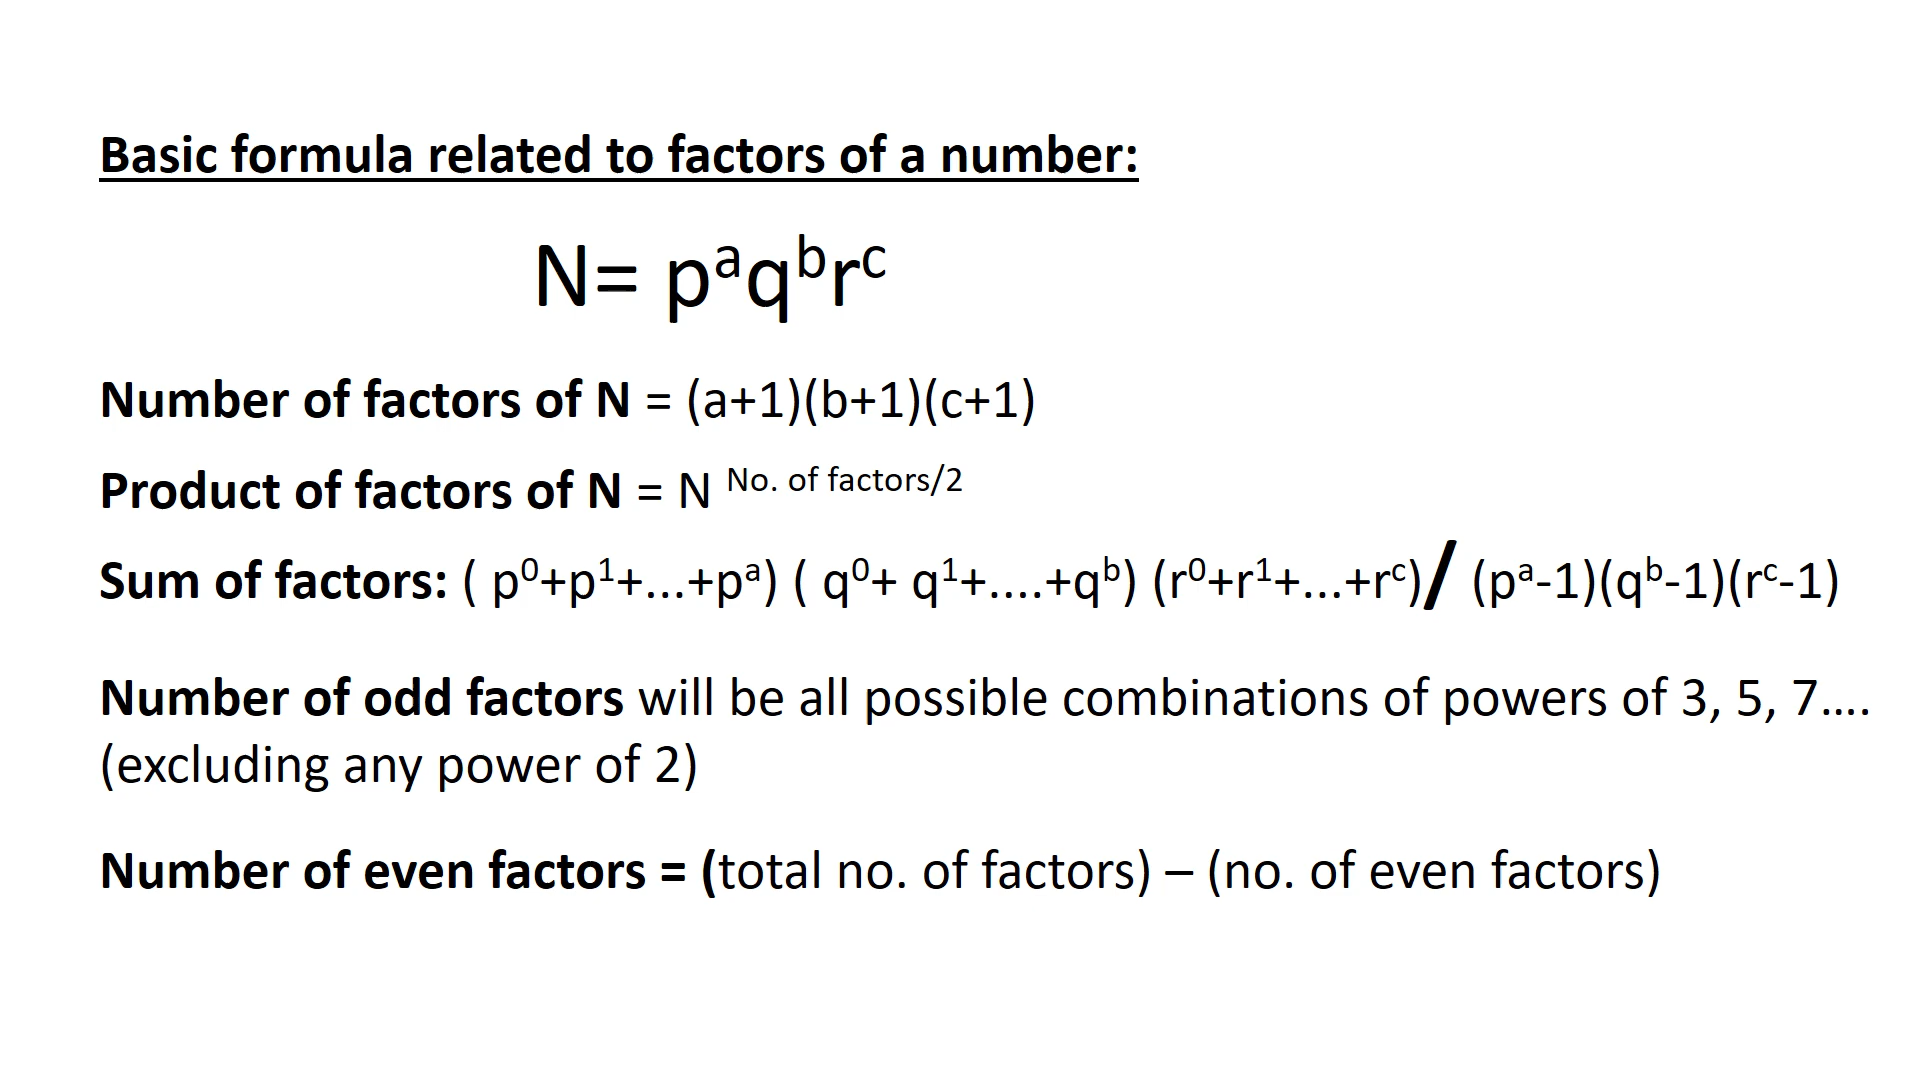 Basic formula related to factors of a number:
N= pᵃqᵇrᶜ
Number of factors of N = (a+1)(b+1)(c+1)
Product of factors of N = N No. of factors/2
Sum of factors: ( p⁰+p¹+...+pᵃ) ( q⁰+ q¹+....+qᵇ) (r⁰+r¹+...+rᶜ)/ (pᵃ-1)(qᵇ-1)(rᶜ-1)
Number of odd factors will be all possible combinations of powers of 3, 5, 7....
(excluding any power of 2)
Number of even factors = (total no. of factors) – (no. of even factors)